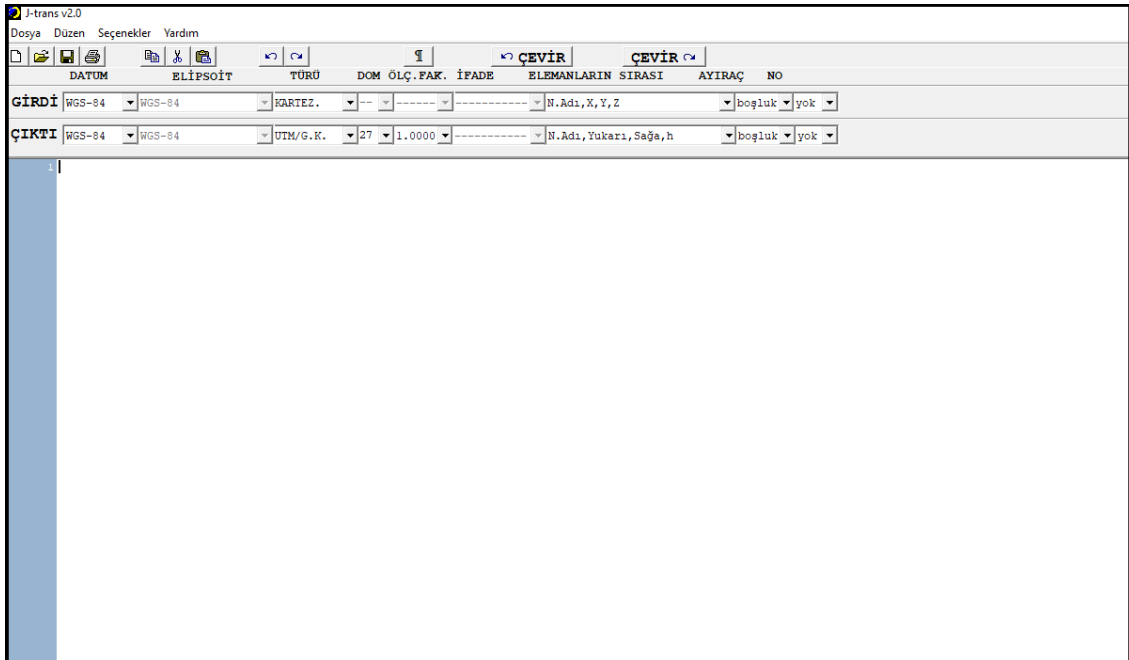 J-trans v2.0
Dosya Düzen Seçenekler Yardım
¶ ÇEVİR ÇEVİR
DATUM ELİPSOİT TÜRÜ DOM ÖLÇ.FAK. İFADE ELEMANLARIN SIRASI AYIRAÇ NO
GİRDİ WGS-84 WGS-84 KARTEZ. -- ------ ----------- N.Adı,X,Y,Z boşluk yok
ÇIKTI WGS-84 WGS-84 UTM/G.K. 27 1.0000 ----------- N.Adı,Yukarı,Sağa,h boşluk yok
1